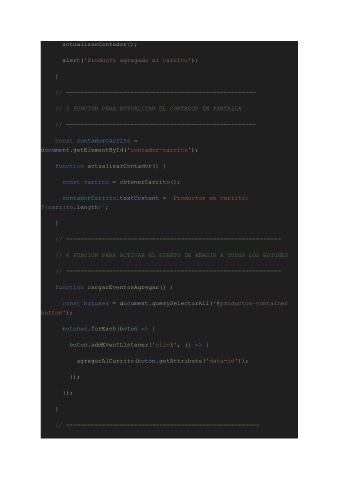 actualizarContador();
alert('Producto agregado al carrito');
}
// =====================================================
// 5 FUNCIÓN PARA ACTUALIZAR EL CONTADOR EN PANTALLA
// =====================================================
const contadorCarrito =
document.getElementById('contador-carrito');
function actualizarContador() {
const carrito = obtenerCarrito();
contadorCarrito.textContent = `Productos en carrito:
${carrito.length}`;
}
// ============================================================
// 6 FUNCIÓN PARA ACTIVAR EL EVENTO DE AÑADIR A TODOS LOS BOTONES
// ============================================================
function cargarEventosAgregar() {
const botones = document.querySelectorAll('#productos-container
button');
botones.forEach(boton => {
boton.addEventListener('click', () => {
agregarAlCarrito(boton.getAttribute('data-id'));
});
});
}
// ======================================================